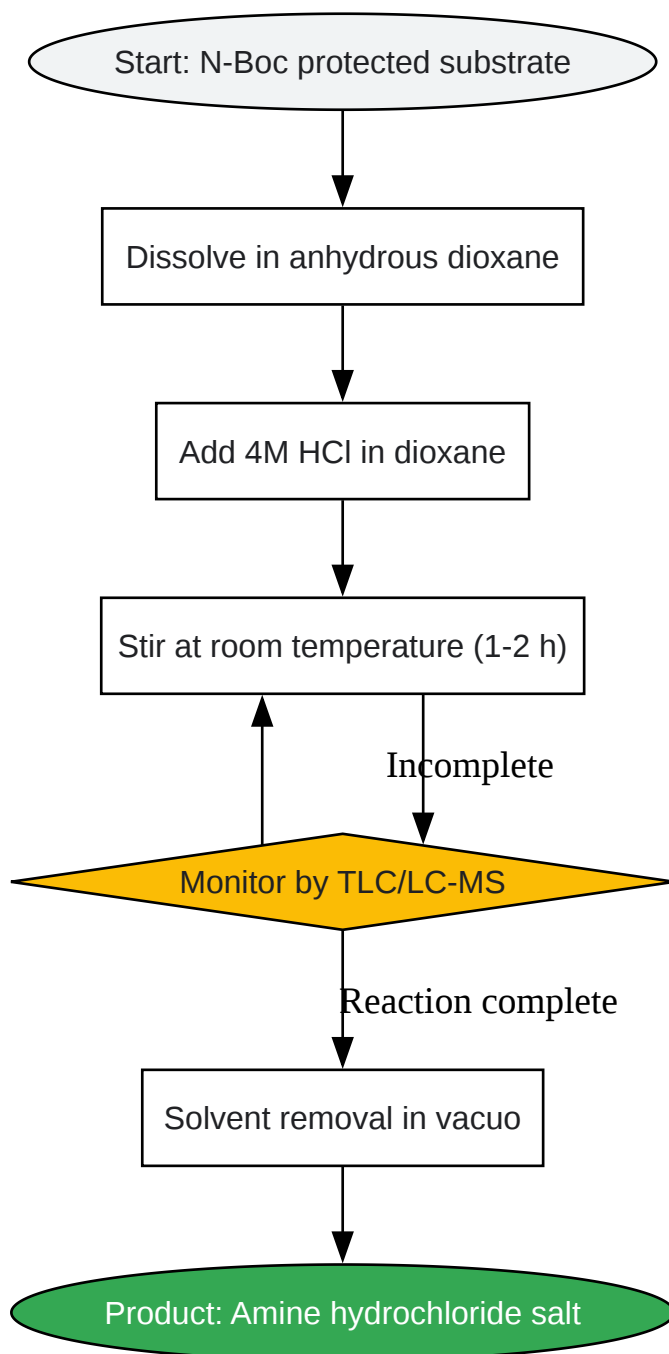 Start: N-Boc protected substrate
Dissolve in anhydrous dioxane
Add 4M HCl in dioxane
Stir at room temperature (1-2 h)
Incomplete
Monitor by TLC/LC-MS
Reaction complete
Solvent removal in vacuo
Product: Amine hydrochloride salt